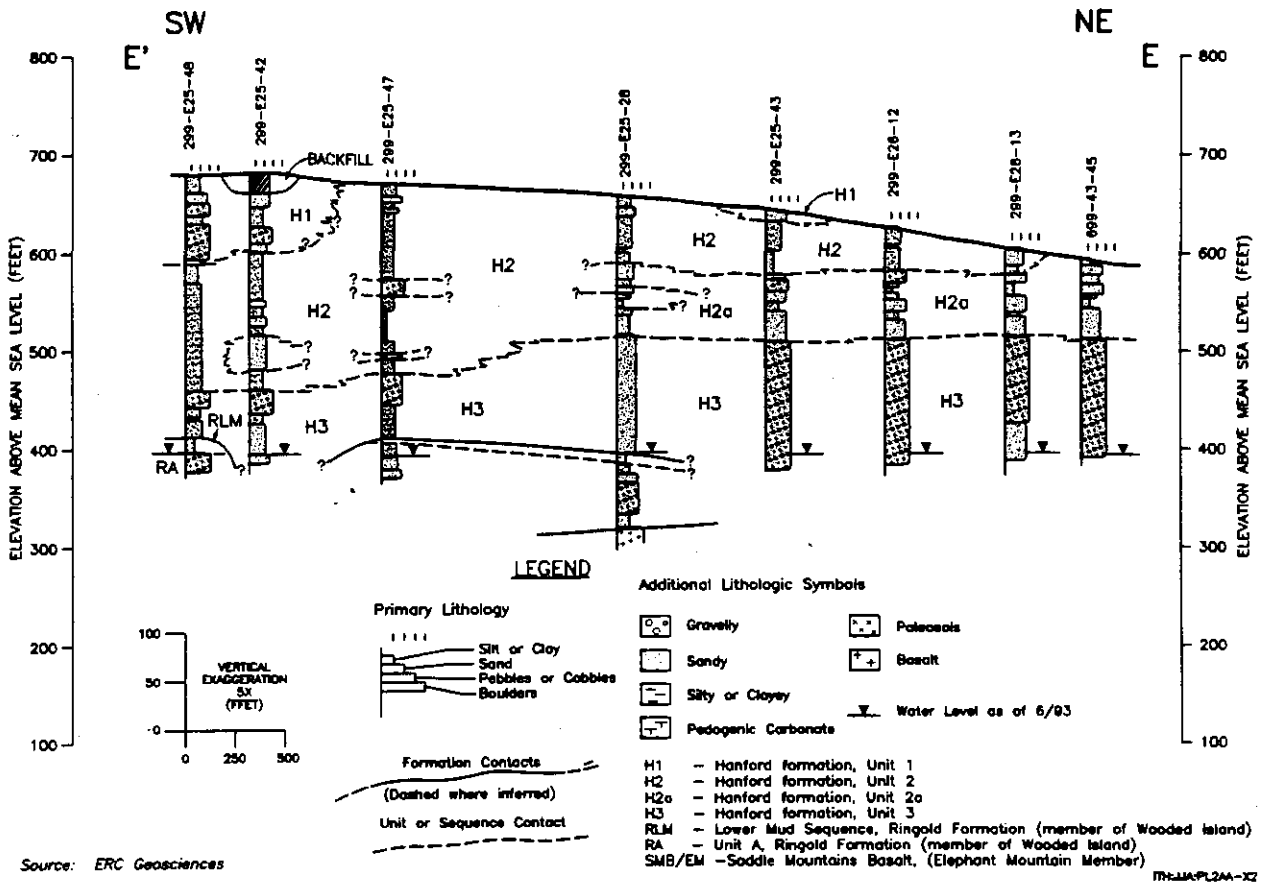 SW
NE
E'
E
800
700
600
500
400
300
200
100
ELEVATION ABOVE MEAN SEA LEVEL (FEET)
299-E25-48
299-E25-42
299-E25-47
299-E25-28
299-E25-43
299-E26-12
299-E26-13
699-43-45
800
700
600
500
400
300
200
100
ELEVATION ABOVE MEAN SEA LEVEL (FEET)
BACKFILL
H1
H1
H2
H2
H2
H2
H2a
H2a
H3
H3
H3
H3
RLM
RA
? ? ? ? ? ? ? ? ? ? ? ? ? ? ? ? ? ? ? ?
LEGEND
100
50
0
VERTICAL
EXAGGERATION
5X
(FEET)
0 250 500
Primary Lithology
Silt or Clay
Sand
Pebbles or Cobbles
Boulders
Formation Contacts
(Dashed where inferred)
Unit or Sequence Contact
Additional Lithologic Symbols
Gravelly
Sandy
Silty or Clayey
Pedogenic Carbonate
Paleosols
Basalt
Water Level as of 6/93
H1 – Hanford formation, Unit 1
H2 – Hanford formation, Unit 2
H2a – Hanford formation, Unit 2a
H3 – Hanford formation, Unit 3
RLM – Lower Mud Sequence, Ringold Formation (member of Wooded Island)
RA – Unit A, Ringold Formation (member of Wooded Island)
SMB/EM –Saddle Mountains Basalt, (Elephant Mountain Member)
Source: ERC Geosciences